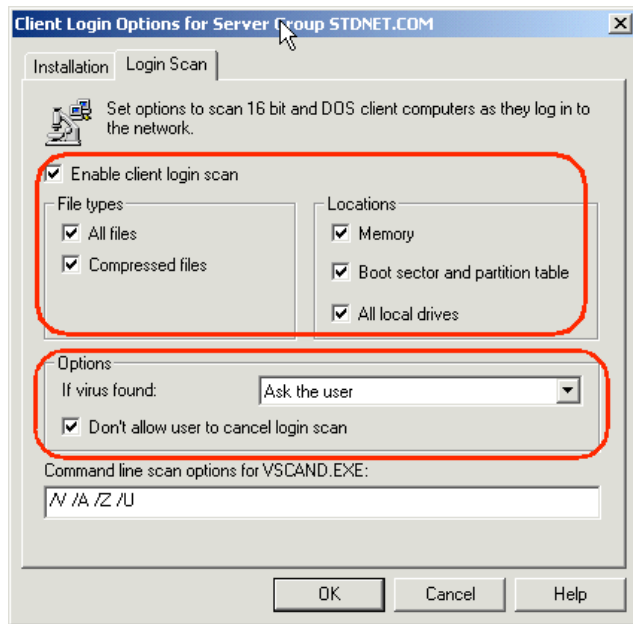 Client Login Options for Server Group STDNET.COM
Installation
Login Scan
Set options to scan 16 bit and DOS client computers as they log in to
the network.
Enable client login scan
File types
All files
Compressed files
Locations
Memory
Boot sector and partition table
All local drives
Options
If virus found:
Ask the user
Don't allow user to cancel login scan
Command line scan options for VSCAND.EXE:
/V /A /Z /U
OK
Cancel
Help